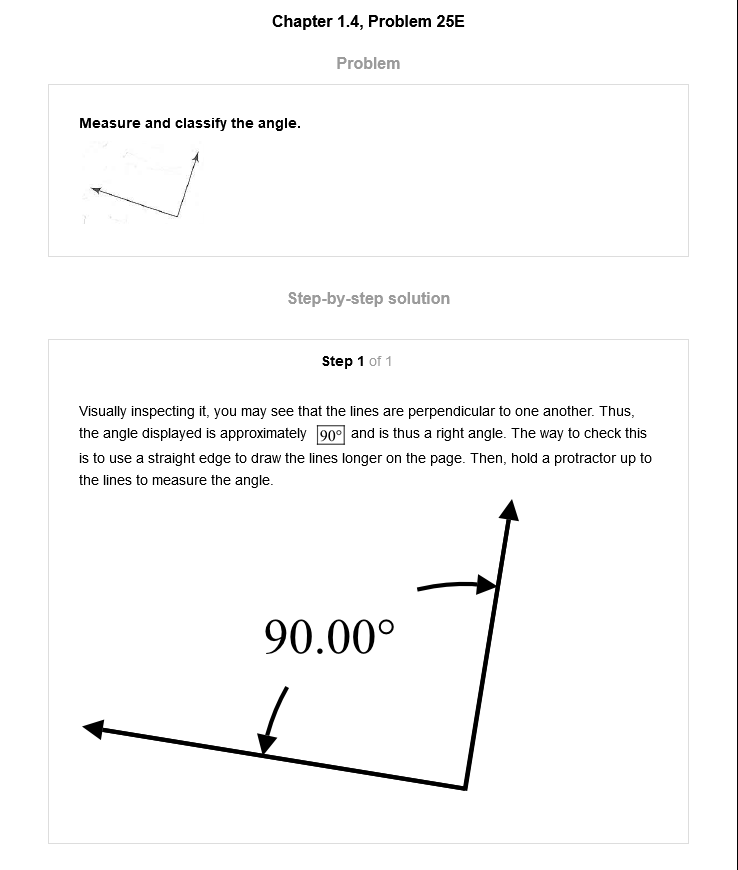 Chapter 1.4, Problem 25E
Problem
Measure and classify the angle.
Step-by-step solution
Step 1 of 1
Visually inspecting it, you may see that the lines are perpendicular to one another. Thus,
the angle displayed is approximately 90° and is thus a right angle. The way to check this
is to use a straight edge to draw the lines longer on the page. Then, hold a protractor up to
the lines to measure the angle.
90.00°